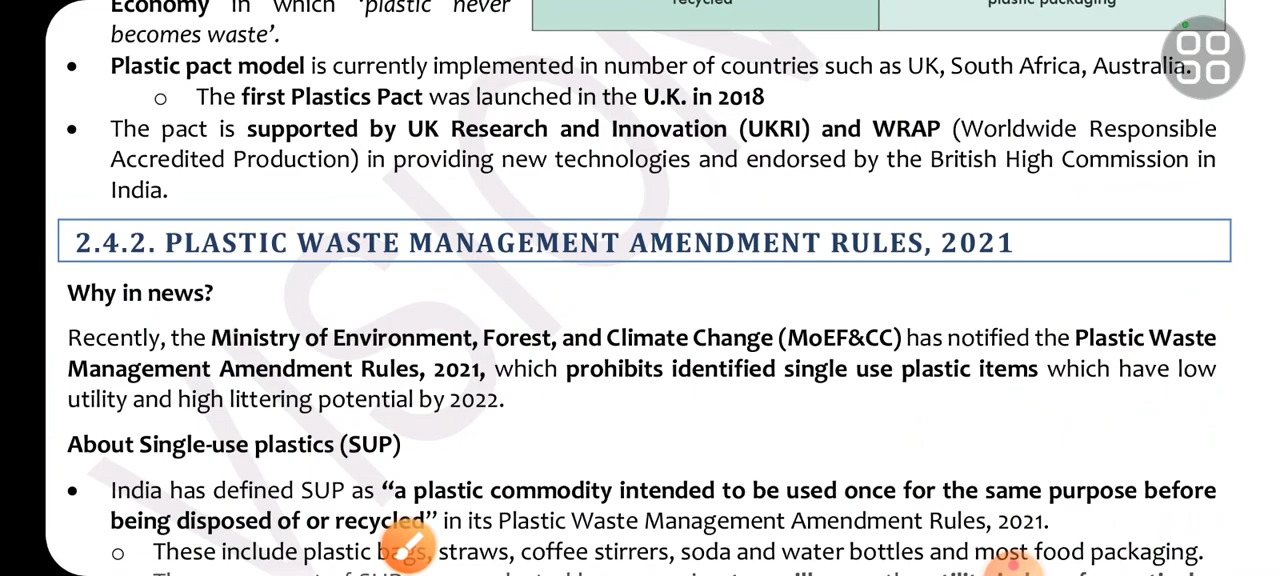 Economy in which 'plastic never
becomes waste'.
recycled
plastic packaging
• Plastic pact model is currently implemented in number of countries such as UK, South Africa, Australia.
o The first Plastics Pact was launched in the U.K. in 2018
• The pact is supported by UK Research and Innovation (UKRI) and WRAP (Worldwide Responsible
Accredited Production) in providing new technologies and endorsed by the British High Commission in
India.
2.4.2. PLASTIC WASTE MANAGEMENT AMENDMENT RULES, 2021
Why in news?
Recently, the Ministry of Environment, Forest, and Climate Change (MoEF&CC) has notified the Plastic Waste
Management Amendment Rules, 2021, which prohibits identified single use plastic items which have low
utility and high littering potential by 2022.
About Single-use plastics (SUP)
• India has defined SUP as "a plastic commodity intended to be used once for the same purpose before
being disposed of or recycled" in its Plastic Waste Management Amendment Rules, 2021.
o These include plastic bags, straws, coffee stirrers, soda and water bottles and most food packaging.
VISION